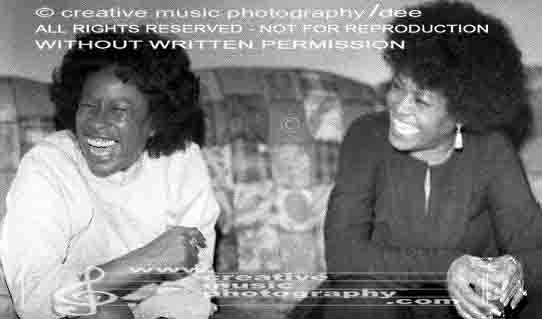 © creative music photography/dee
ALL RIGHTS RESERVED - NOT FOR REPRODUCTION
WITHOUT WRITTEN PERMISSION
©
www.creative
music
photography
.com